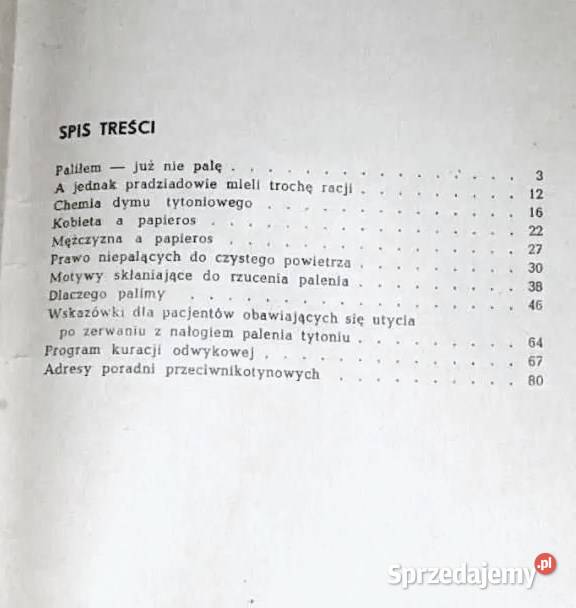 SPIS TREŚCI
Paliłem — już nie palę . . . . . . . . . . . . . . 3
A jednak pradziadowie mieli trochę racji . . . . . . . . 12
Chemia dymu tytoniowego . . . . . . . . . . . . 16
Kobieta a papieros . . . . . . . . . . . . . . . 22
Mężczyzna a papieros . . . . . . . . . . . . . . 27
Prawo niepalących do czystego powietrza . . . . . . . . 30
Motywy skłaniające do rzucenia palenia . . . . . . . . 38
Dlaczego palimy . . . . . . . . . . . . . . . . 46
Wskazówki dla pacjentów obawiających się utycia
po zerwaniu z nałogiem palenia tytoniu . . . . . . . . 64
Program kuracji odwykowej . . . . . . . . . . . . 67
Adresy poradni przeciwnikotynowych . . . . . . . . . 80
Sprzedajemy.pl